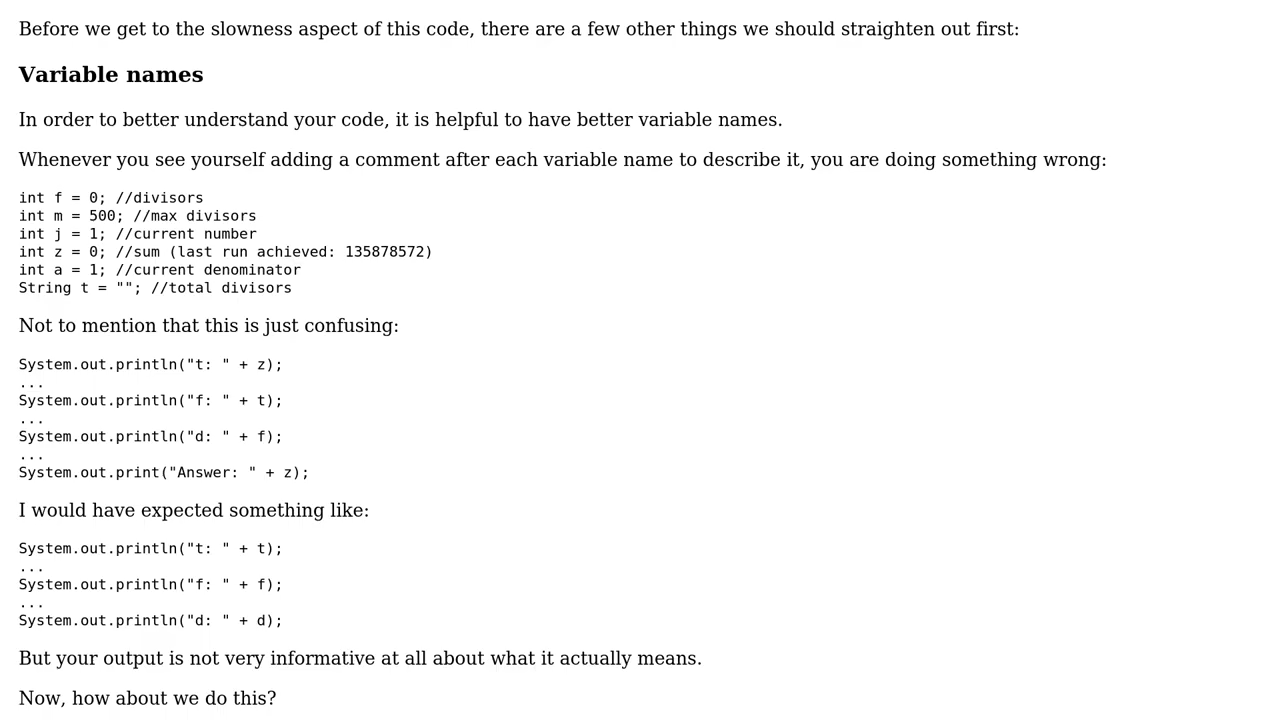 Before we get to the slowness aspect of this code, there are a few other things we should straighten out first:
Variable names
In order to better understand your code, it is helpful to have better variable names.
Whenever you see yourself adding a comment after each variable name to describe it, you are doing something wrong:
int f = 0; //divisors
int m = 500; //max divisors
int j = 1; //current number
int z = 0; //sum (last run achieved: 135878572)
int a = 1; //current denominator
String t = ""; //total divisors
Not to mention that this is just confusing:
System.out.println("t: " + z);
...
System.out.println("f: " + t);
...
System.out.println("d: " + f);
...
System.out.print("Answer: " + z);
I would have expected something like:
System.out.println("t: " + t);
...
System.out.println("f: " + f);
...
System.out.println("d: " + d);
But your output is not very informative at all about what it actually means.
Now, how about we do this?